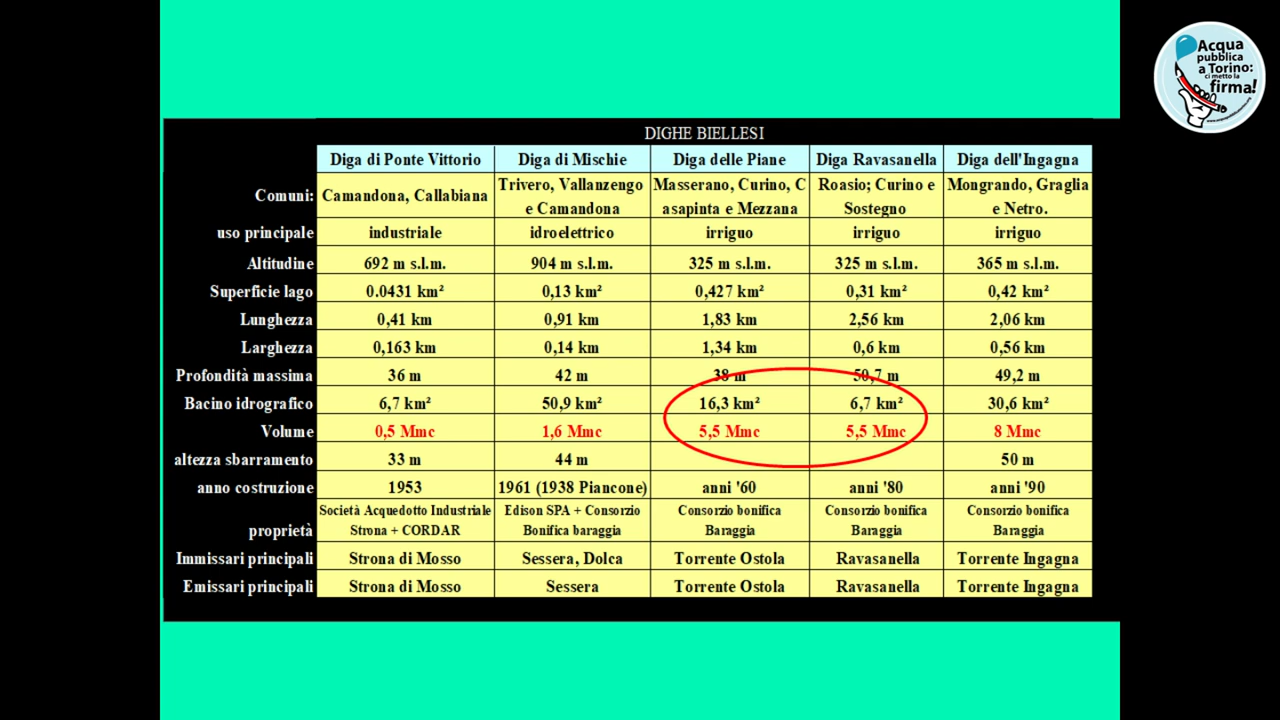 Acqua
pubblica
a Torino:
ci metto la
firma!
DIGHE BIELLESI
Diga di Ponte Vittorio Diga di Mischie Diga delle Piane Diga Ravasanella Diga dell'Ingagna
Comuni: Camandona, Callabiana Trivero, Vallanzengo e Camandona Masserano, Curino, C asapinta e Mezzana Roasio; Curino e Sostegno Mongrando, Graglia e Netro.
uso principale industriale idroelettrico irriguo irriguo irriguo
Altitudine 692 m s.l.m. 904 m s.l.m. 325 m s.l.m. 325 m s.l.m. 365 m s.l.m.
Superficie lago 0.0431 km² 0,13 km² 0,427 km² 0,31 km² 0,42 km²
Lunghezza 0,41 km 0,91 km 1,83 km 2,56 km 2,06 km
Larghezza 0,163 km 0,14 km 1,34 km 0,6 km 0,56 km
Profondità massima 36 m 42 m 38 m 50,7 m 49,2 m
Bacino idrografico 6,7 km² 50,9 km² 16,3 km² 6,7 km² 30,6 km²
Volume 0,5 Mmc 1,6 Mmc 5,5 Mmc 5,5 Mmc 8 Mmc
altezza sbarramento 33 m 44 m 50 m
anno costruzione 1953 1961 (1938 Piancone) anni '60 anni '80 anni '90
proprietà Società Acquedotto Industriale Strona + CORDAR Edison SPA + Consorzio Bonifica baraggia Consorzio bonifica Baraggia Consorzio bonifica Baraggia Consorzio bonifica Baraggia
Immissari principali Strona di Mosso Sessera, Dolca Torrente Ostola Ravasanella Torrente Ingagna
Emissari principali Strona di Mosso Sessera Torrente Ostola Ravasanella Torrente Ingagna